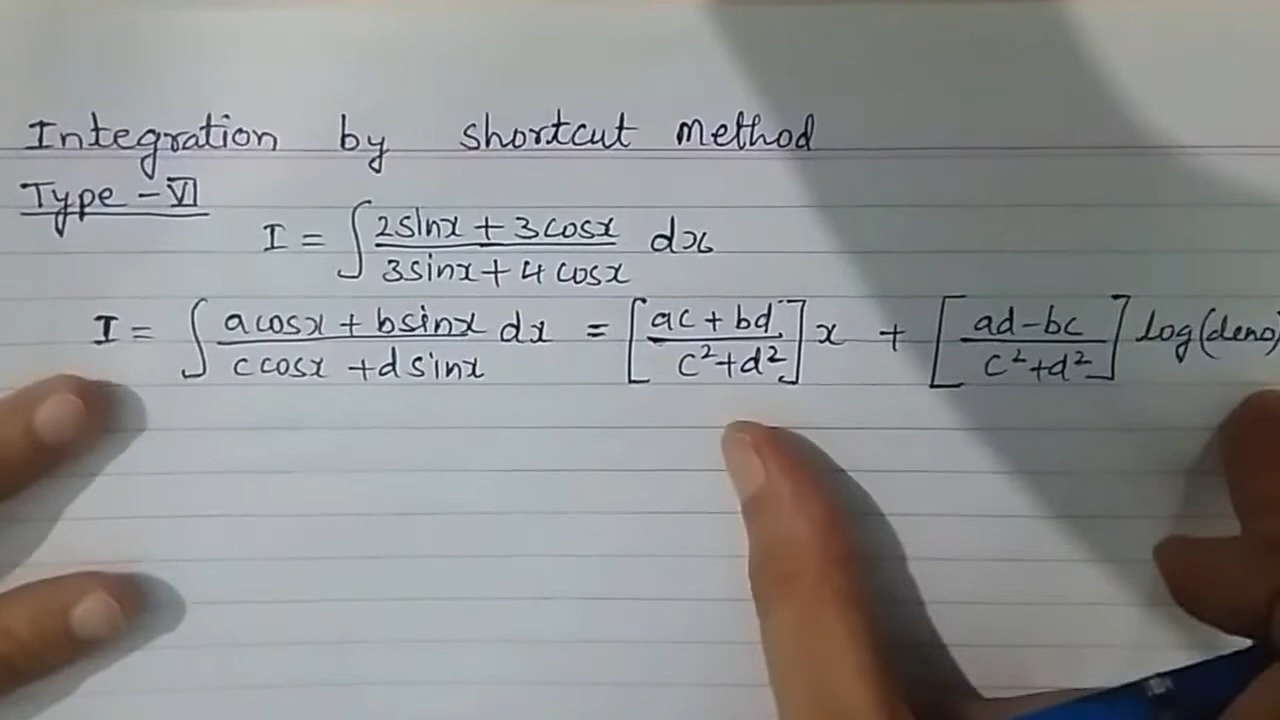 Integration by shortcut method
Type - VI
I = ∫ (2sinx + 3cosx)/(3sinx + 4cosx) dx
I = ∫ (acosx + bsinx)/(ccosx + dsinx) dx = [(ac + bd)/(c² + d²)] x + [(ad - bc)/(c² + d²)] log(deno)